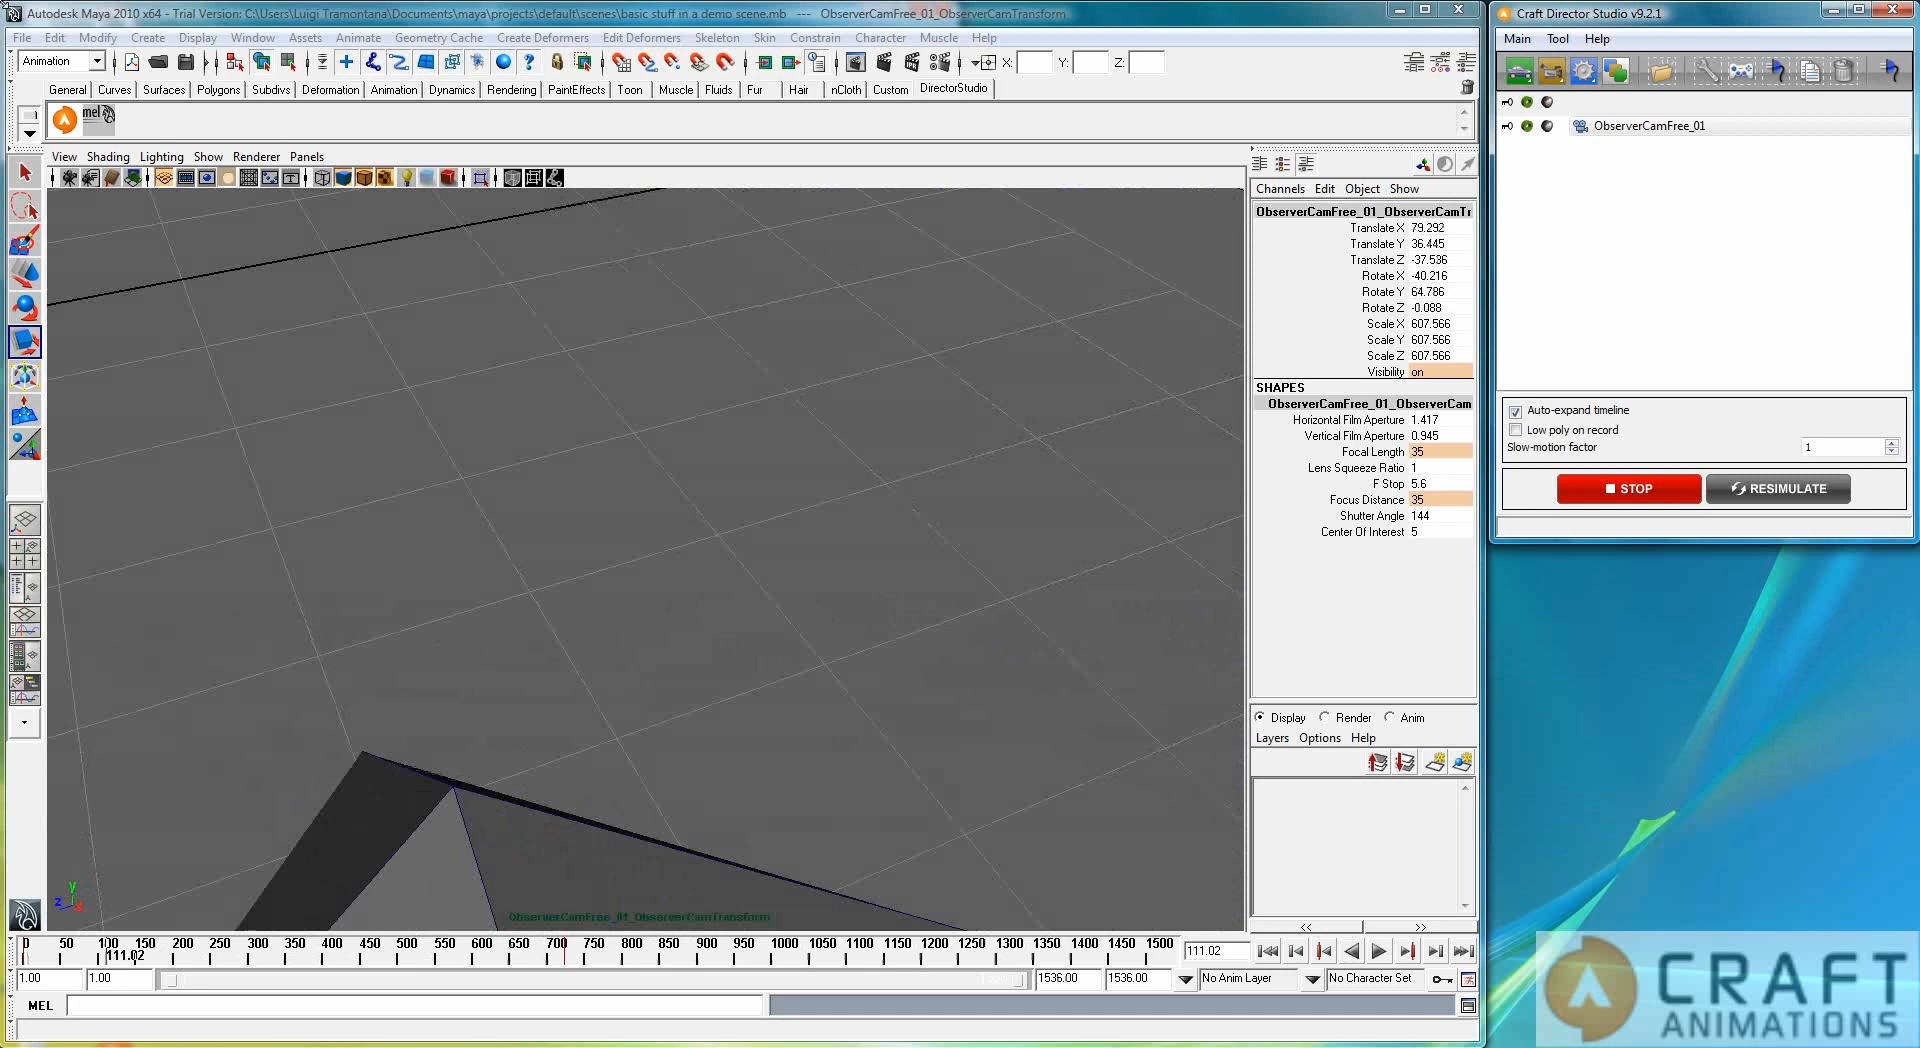 Autodesk Maya 2010 x64 - Trial Version: C:\Users\Luigi Tramontana\Documents\maya\projects\default\scenes\basic stuff in a demo scene.mb --- ObserverCamFree_01_ObserverCamTransform
File Edit Modify Create Display Window Assets Animate Geometry Cache Create Deformers Edit Deformers Skeleton Skin Constrain Character Muscle Help
Animation X: Y: Z:
General Curves Surfaces Polygons Subdivs Deformation Animation Dynamics Rendering PaintEffects Toon Muscle Fluids Fur Hair nCloth Custom DirectorStudio
mel
View Shading Lighting Show Renderer Panels
Channels Edit Object Show
ObserverCamFree_01_ObserverCamTr
Translate X 79.292
Translate Y 36.445
Translate Z -37.536
Rotate X -40.216
Rotate Y 64.786
Rotate Z -0.088
Scale X 607.566
Scale Y 607.566
Scale Z 607.566
Visibility on
SHAPES
ObserverCamFree_01_ObserverCam
Horizontal Film Aperture 1.417
Vertical Film Aperture 0.945
Focal Length 35
Lens Squeeze Ratio 1
F Stop 5.6
Focus Distance 35
Shutter Angle 144
Center Of Interest 5
Display Render Anim
Layers Options Help
y
z x
ObserverCamFree_01_ObserverCamTransform
0 50 100 150 200 250 300 350 400 450 500 550 600 650 700 750 800 850 900 950 1000 1050 1100 1150 1200 1250 1300 1350 1400 1450 1500
111.02
111.02
1.00 1.00 1536.00 1536.00 No Anim Layer No Character Set
MEL
Craft Director Studio v9.2.1
Main Tool Help
ObserverCamFree_01
Auto-expand timeline
Low poly on record
Slow-motion factor 1
STOP RESIMULATE
CRAFT
ANIMATIONS